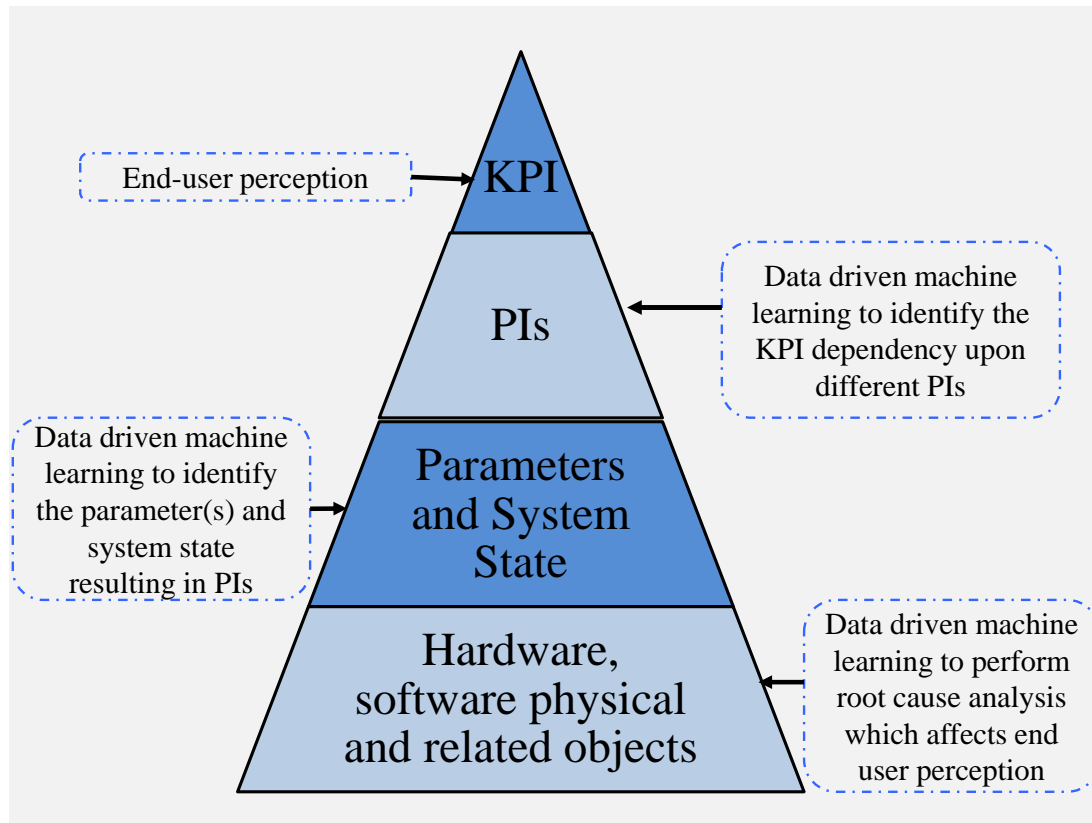 KPI
End-user perception
PIs
Data driven machine
learning to identify the
KPI dependency upon
different PIs
Parameters
and System
State
Data driven machine
learning to identify
the parameter(s) and
system state
resulting in PIs
Hardware,
software physical
and related objects
Data driven machine
learning to perform
root cause analysis
which affects end
user perception